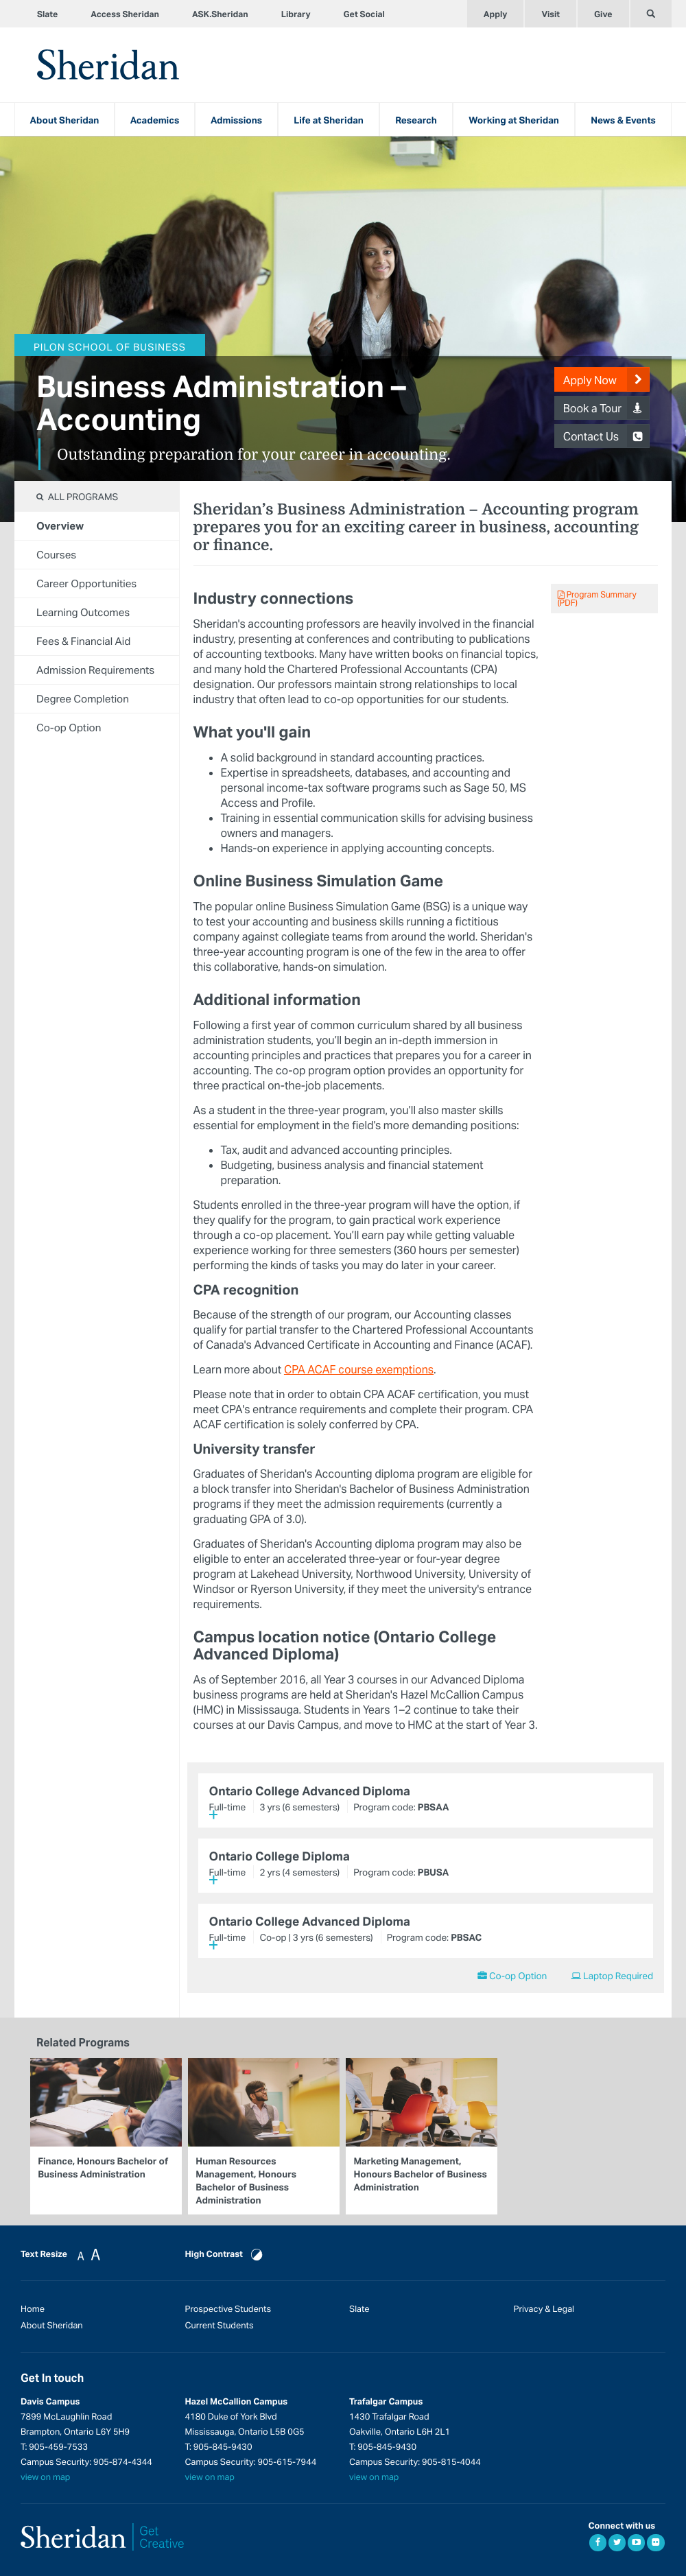 Slate
Access Sheridan
ASK.Sheridan
Library
Get Social
Apply
Visit
Give
Sheridan
About Sheridan
Academics
Admissions
Life at Sheridan
Research
Working at Sheridan
News & Events
PILON SCHOOL OF BUSINESS
Business Administration –
Accounting
Outstanding preparation for your career in accounting.
Apply Now
Book a Tour
Contact Us
ALL PROGRAMS
Overview
Courses
Career Opportunities
Learning Outcomes
Fees & Financial Aid
Admission Requirements
Degree Completion
Co-op Option
Sheridan’s Business Administration – Accounting program
prepares you for an exciting career in business, accounting
or finance.
Program Summary
(PDF)
Industry connections
Sheridan's accounting professors are heavily involved in the financial
industry, presenting at conferences and contributing to publications
of accounting textbooks. Many have written books on financial topics,
and many hold the Chartered Professional Accountants (CPA)
designation. Our professors maintain strong relationships to local
industry that often lead to co-op opportunities for our students.
What you'll gain
• A solid background in standard accounting practices.
• Expertise in spreadsheets, databases, and accounting and
personal income-tax software programs such as Sage 50, MS
Access and Profile.
• Training in essential communication skills for advising business
owners and managers.
• Hands-on experience in applying accounting concepts.
Online Business Simulation Game
The popular online Business Simulation Game (BSG) is a unique way
to test your accounting and business skills running a fictitious
company against collegiate teams from around the world. Sheridan's
three-year accounting program is one of the few in the area to offer
this collaborative, hands-on simulation.
Additional information
Following a first year of common curriculum shared by all business
administration students, you’ll begin an in-depth immersion in
accounting principles and practices that prepares you for a career in
accounting. The co-op program option provides an opportunity for
three practical on-the-job placements.
As a student in the three-year program, you’ll also master skills
essential for employment in the field's more demanding positions:
• Tax, audit and advanced accounting principles.
• Budgeting, business analysis and financial statement
preparation.
Students enrolled in the three-year program will have the option, if
they qualify for the program, to gain practical work experience
through a co-op placement. You’ll earn pay while getting valuable
experience working for three semesters (360 hours per semester)
performing the kinds of tasks you may do later in your career.
CPA recognition
Because of the strength of our program, our Accounting classes
qualify for partial transfer to the Chartered Professional Accountants
of Canada's Advanced Certificate in Accounting and Finance (ACAF).
Learn more about CPA ACAF course exemptions.
Please note that in order to obtain CPA ACAF certification, you must
meet CPA's entrance requirements and complete their program. CPA
ACAF certification is solely conferred by CPA.
University transfer
Graduates of Sheridan's Accounting diploma program are eligible for
a block transfer into Sheridan's Bachelor of Business Administration
programs if they meet the admission requirements (currently a
graduating GPA of 3.0).
Graduates of Sheridan's Accounting diploma program may also be
eligible to enter an accelerated three-year or four-year degree
program at Lakehead University, Northwood University, University of
Windsor or Ryerson University, if they meet the university's entrance
requirements.
Campus location notice (Ontario College
Advanced Diploma)
As of September 2016, all Year 3 courses in our Advanced Diploma
business programs are held at Sheridan's Hazel McCallion Campus
(HMC) in Mississauga. Students in Years 1–2 continue to take their
courses at our Davis Campus, and move to HMC at the start of Year 3.
Ontario College Advanced Diploma
Full-time 3 yrs (6 semesters) Program code: PBSAA
+
Ontario College Diploma
Full-time 2 yrs (4 semesters) Program code: PBUSA
+
Ontario College Advanced Diploma
Full-time Co-op | 3 yrs (6 semesters) Program code: PBSAC
+
Co-op Option
Laptop Required
Related Programs
Finance, Honours Bachelor of
Business Administration
Human Resources
Management, Honours
Bachelor of Business
Administration
Marketing Management,
Honours Bachelor of Business
Administration
Text Resize A A
High Contrast
Home
About Sheridan
Prospective Students
Current Students
Slate
Privacy & Legal
Get In touch
Davis Campus
7899 McLaughlin Road
Brampton, Ontario L6Y 5H9
T: 905-459-7533
Campus Security: 905-874-4344
view on map
Hazel McCallion Campus
4180 Duke of York Blvd
Mississauga, Ontario L5B 0G5
T: 905-845-9430
Campus Security: 905-615-7944
view on map
Trafalgar Campus
1430 Trafalgar Road
Oakville, Ontario L6H 2L1
T: 905-845-9430
Campus Security: 905-815-4044
view on map
Sheridan
Get
Creative
Connect with us